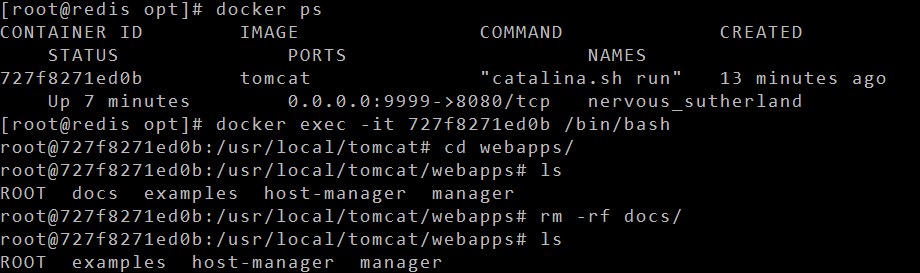 [root@redis opt]# docker ps
CONTAINER ID        IMAGE               COMMAND             CREATED
    STATUS              PORTS                    NAMES
727f8271ed0b        tomcat              "catalina.sh run"   13 minutes ago
    Up 7 minutes        0.0.0.0:9999->8080/tcp   nervous_sutherland
[root@redis opt]# docker exec -it 727f8271ed0b /bin/bash
root@727f8271ed0b:/usr/local/tomcat# cd webapps/
root@727f8271ed0b:/usr/local/tomcat/webapps# ls
ROOT  docs  examples  host-manager  manager
root@727f8271ed0b:/usr/local/tomcat/webapps# rm -rf docs/
root@727f8271ed0b:/usr/local/tomcat/webapps# ls
ROOT  examples  host-manager  manager